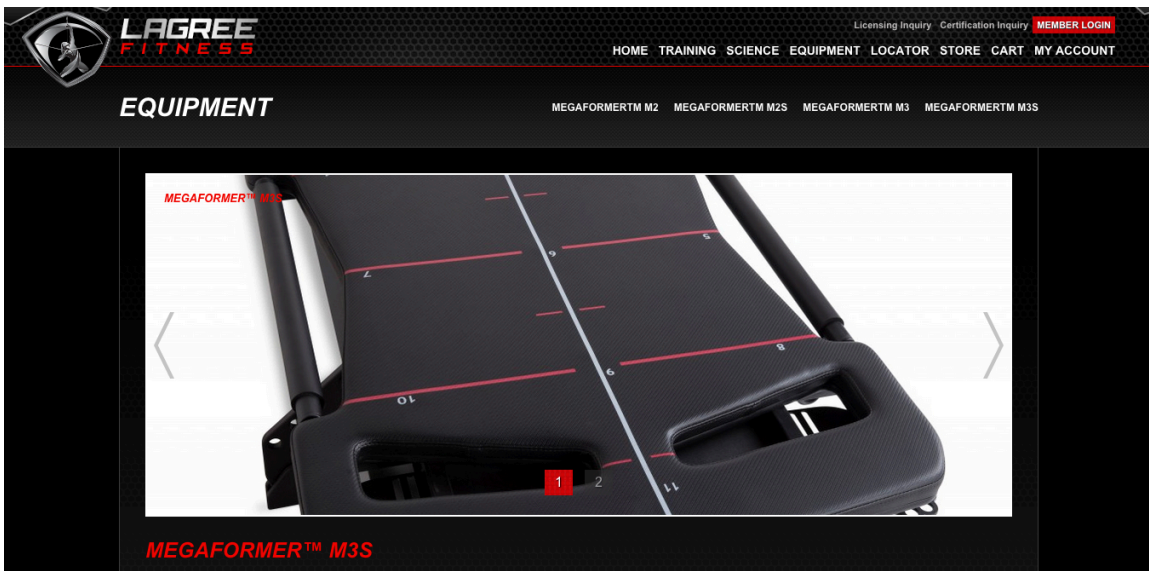 LAGREE
FITNESS
Licensing Inquiry Certification Inquiry MEMBER LOGIN
HOME TRAINING SCIENCE EQUIPMENT LOCATOR STORE CART MY ACCOUNT
EQUIPMENT
MEGAFORMERTM M2 MEGAFORMERTM M2S MEGAFORMERTM M3 MEGAFORMERTM M3S
MEGAFORMER™ M3S
5
6
7
8
9
10
11
1 2
MEGAFORMER™ M3S